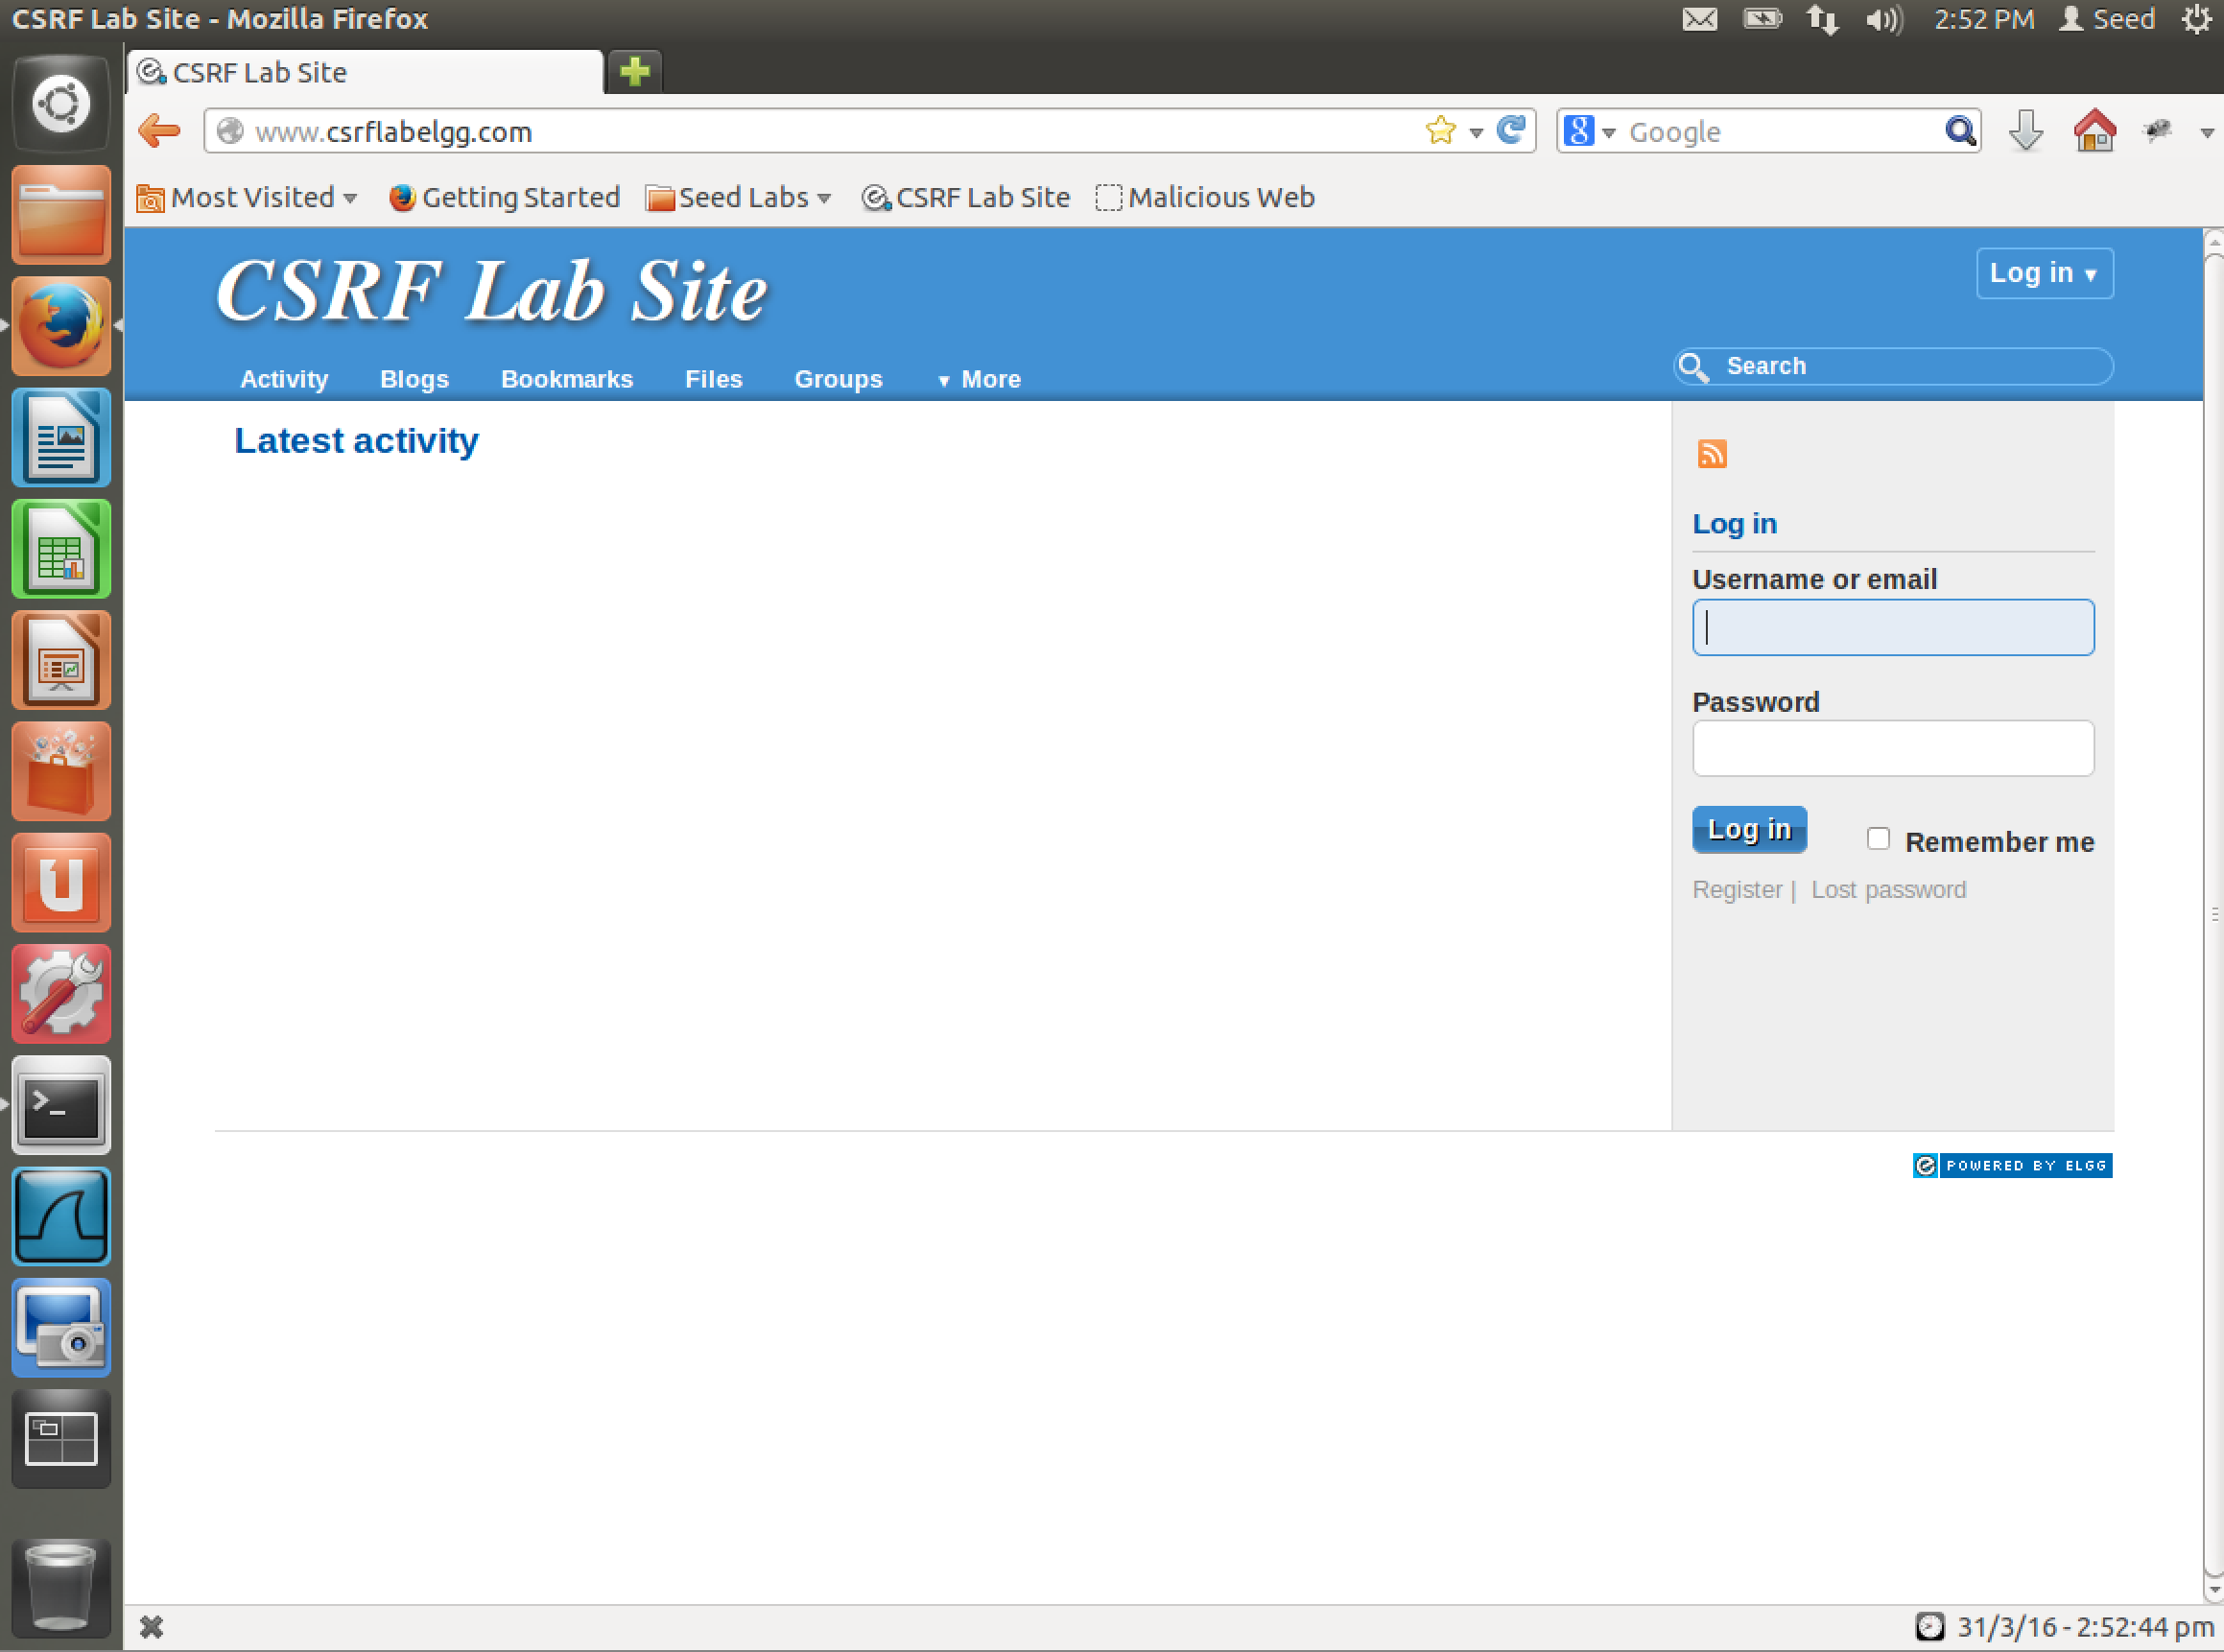 CSRF Lab Site - Mozilla Firefox
2:52 PM
Seed
CSRF Lab Site
www.csrflabelgg.com
Google
Most Visited
Getting Started
Seed Labs
CSRF Lab Site
Malicious Web
CSRF Lab Site
Log in ▾
Activity
Blogs
Bookmarks
Files
Groups
▾ More
Search
Latest activity
Log in
Username or email
Password
Log in
Remember me
Register | Lost password
POWERED BY ELGG
31/3/16 - 2:52:44 pm